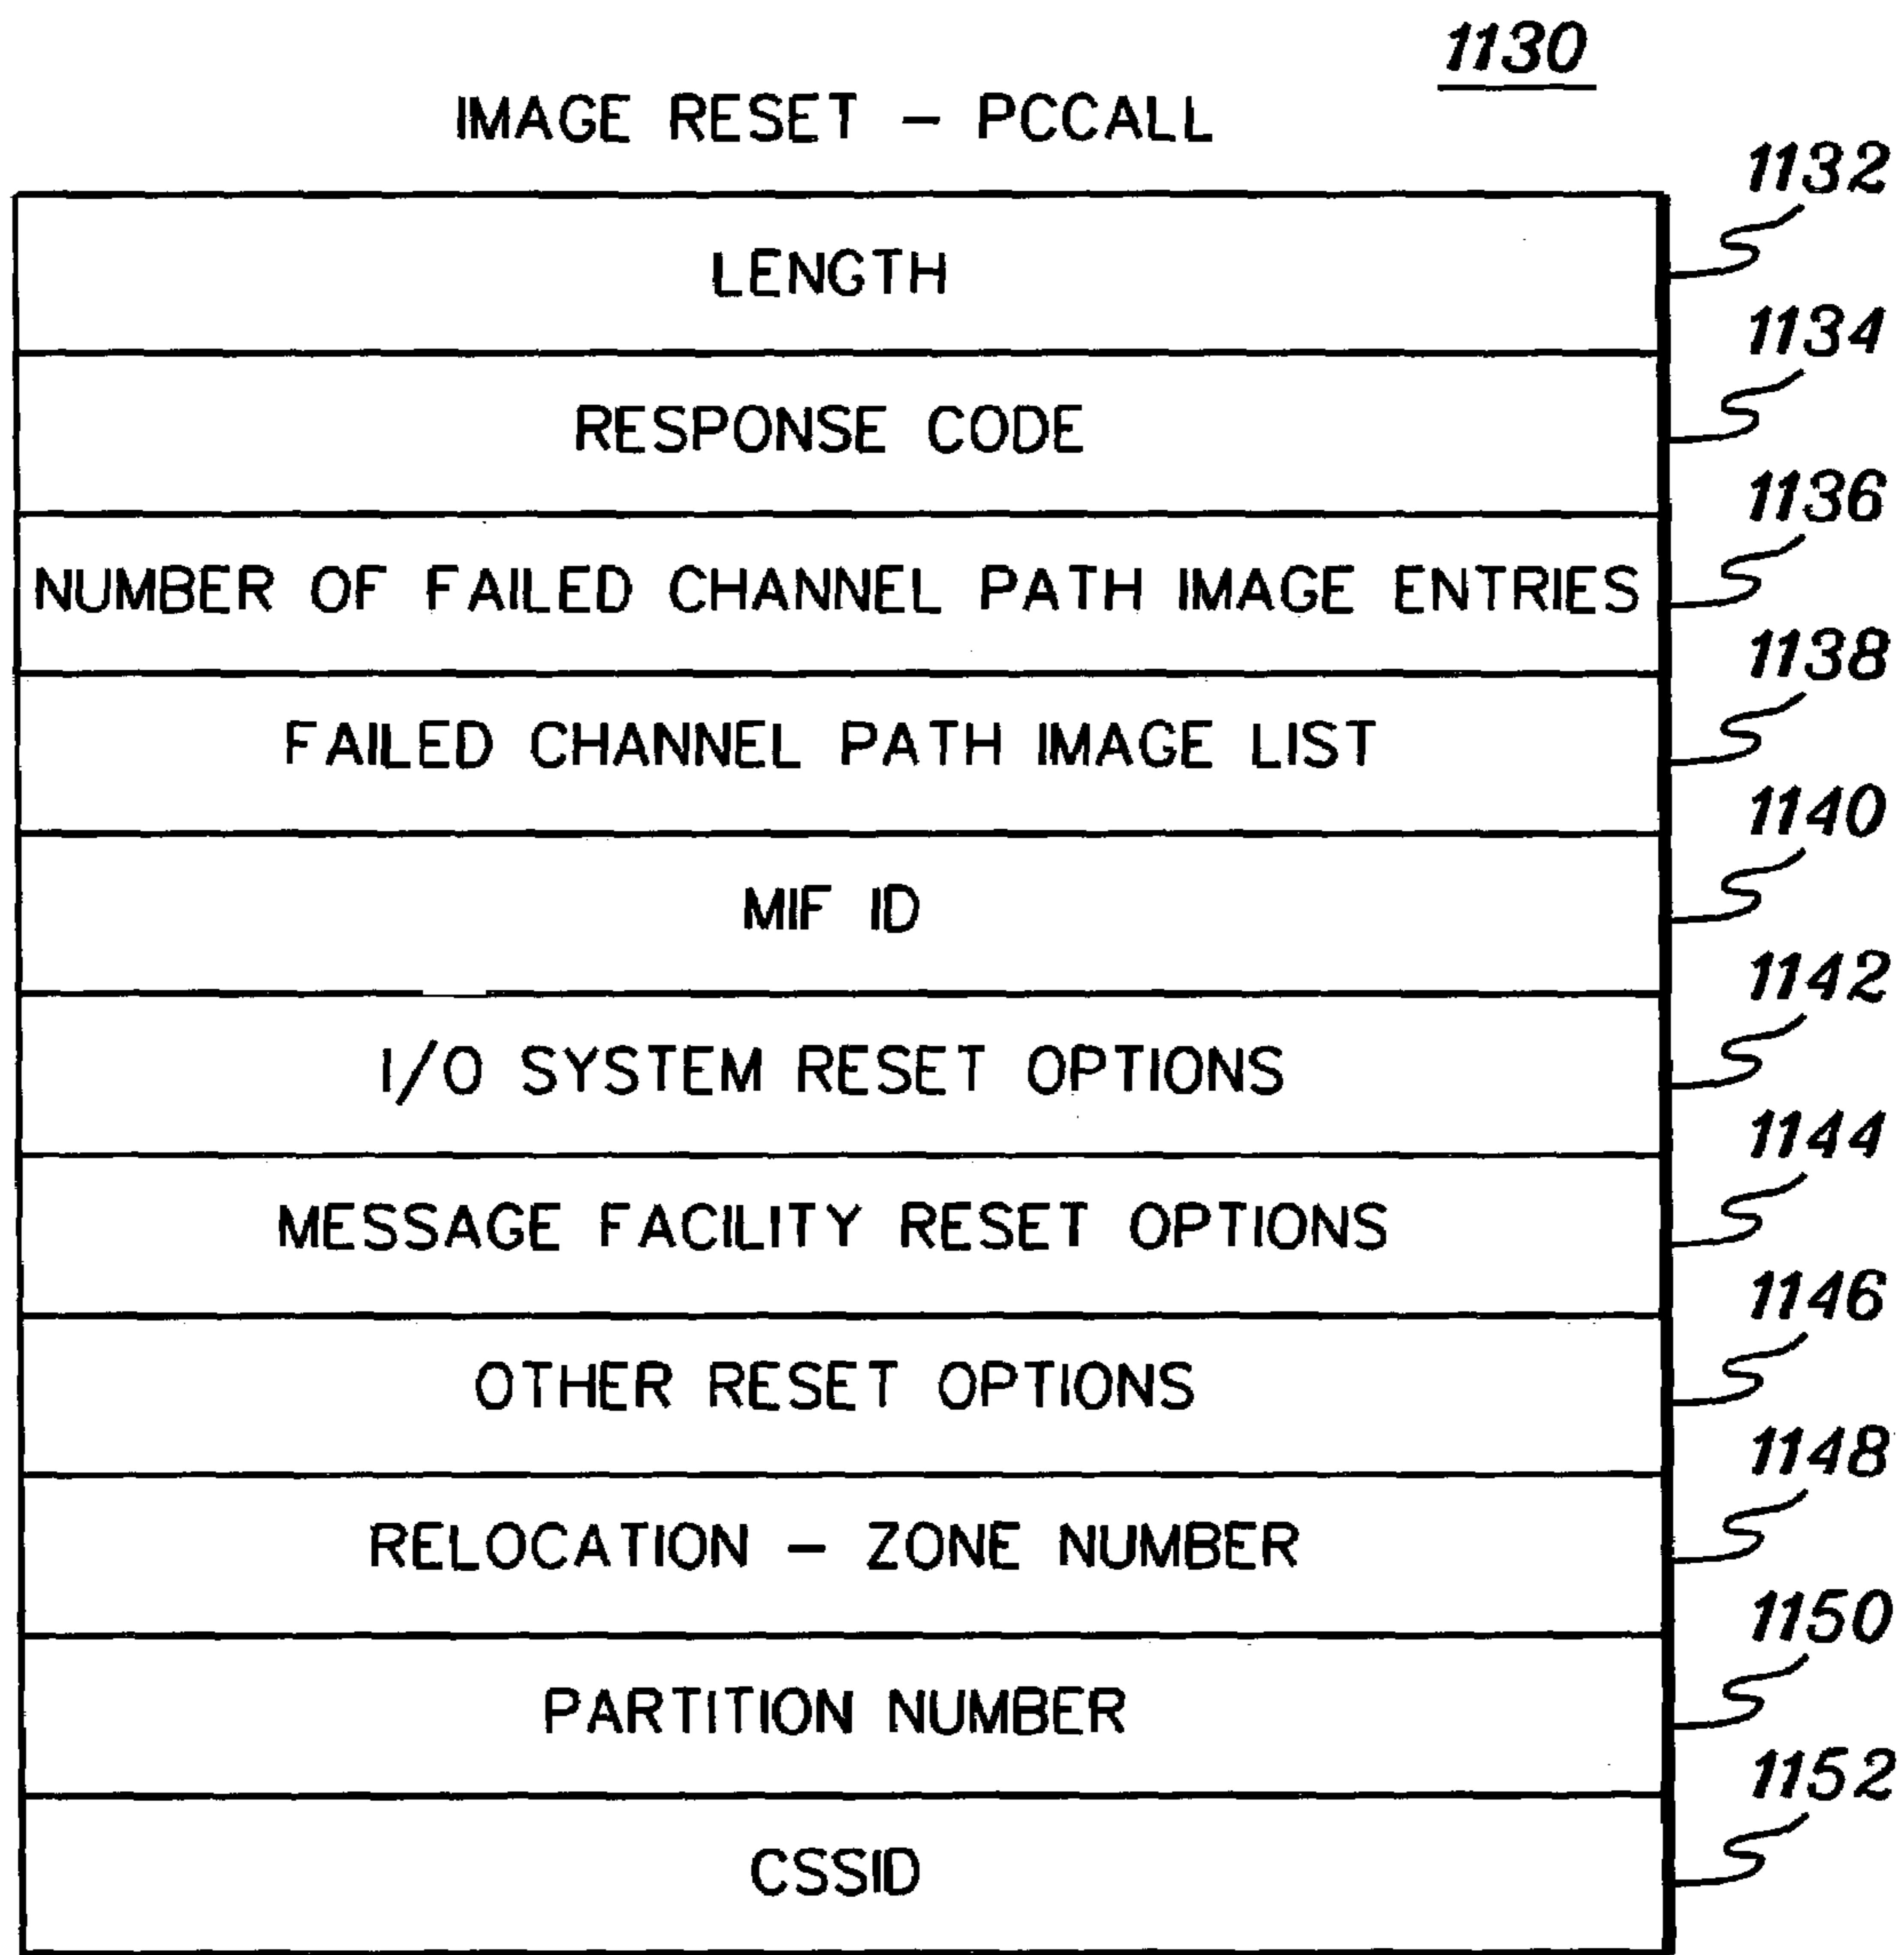 1130
IMAGE RESET – PCCALL
1132
LENGTH
1134
RESPONSE CODE
1136
NUMBER OF FAILED CHANNEL PATH IMAGE ENTRIES
1138
FAILED CHANNEL PATH IMAGE LIST
1140
MIF ID
1142
I/O SYSTEM RESET OPTIONS
1144
MESSAGE FACILITY RESET OPTIONS
1146
OTHER RESET OPTIONS
1148
RELOCATION – ZONE NUMBER
1150
PARTITION NUMBER
1152
CSSID